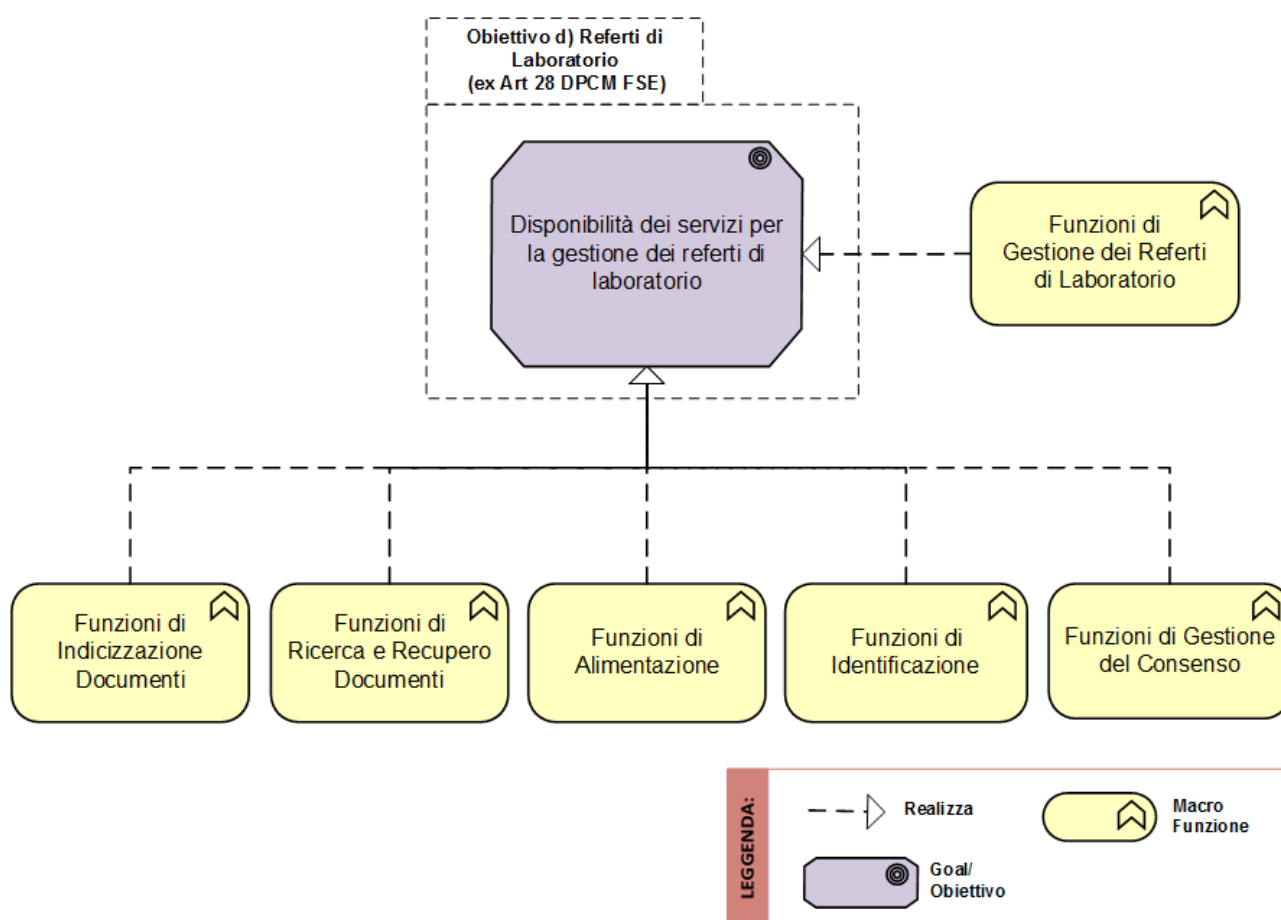 Obiettivo d) Referti di
Laboratorio
(ex Art 28 DPCM FSE)
Disponibilità dei servizi per
la gestione dei referti di
laboratorio
Funzioni di
Gestione dei Referti
di Laboratorio
Funzioni di
Indicizzazione
Documenti
Funzioni di
Ricerca e Recupero
Documenti
Funzioni di
Alimentazione
Funzioni di
Identificazione
Funzioni di Gestione
del Consenso
LEGGENDA:
Realizza
Macro
Funzione
Goal/
Obiettivo